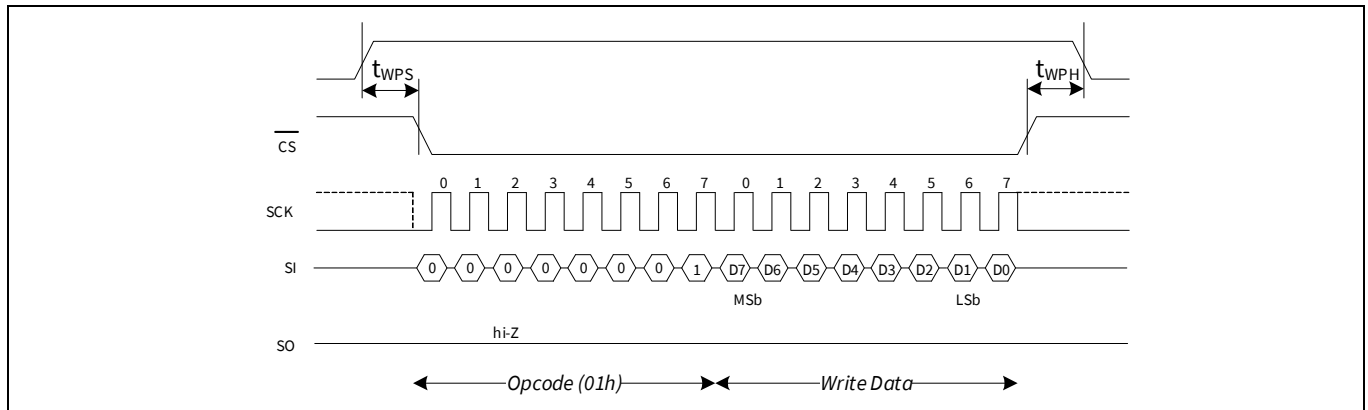 tWPS
tWPH
CS
0 1 2 3 4 5 6 7 0 1 2 3 4 5 6 7
SCK
SI 0 0 0 0 0 0 0 1 D7 D6 D5 D4 D3 D2 D1 D0
MSb LSb
hi-Z
SO
Opcode (01h) Write Data